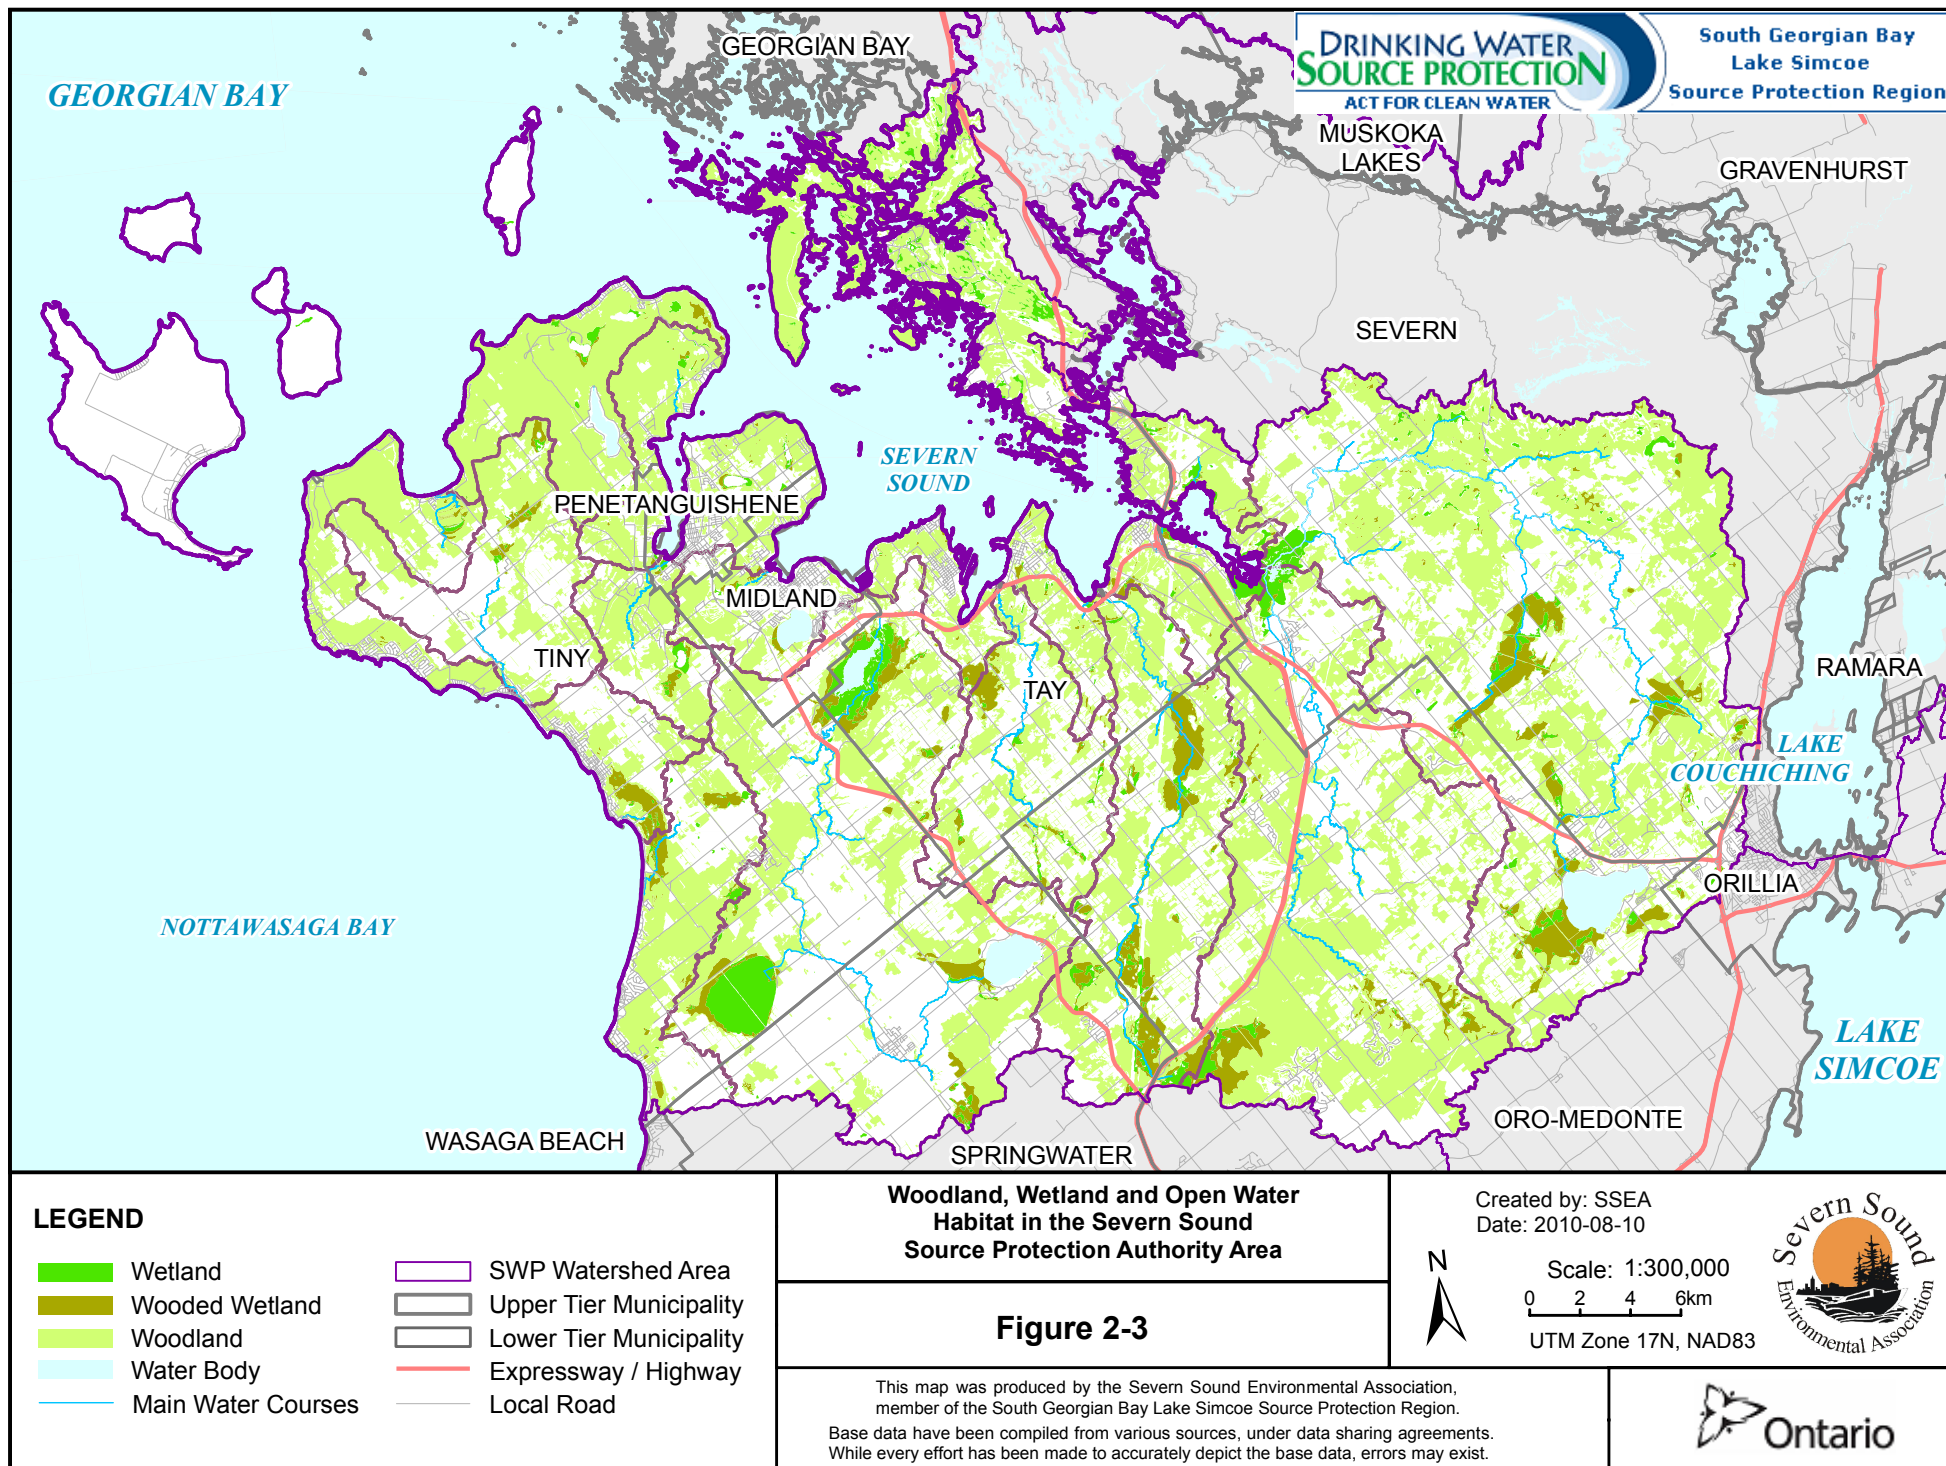 GEORGIAN BAY
GEORGIAN BAY
DRINKING WATER
SOURCE PROTECTION
ACT FOR CLEAN WATER
South Georgian Bay
Lake Simcoe
Source Protection Region
MUSKOKA
LAKES
GRAVENHURST
SEVERN
SEVERN
SOUND
PENETANGUISHENE
MIDLAND
TINY
TAY
RAMARA
LAKE
COUCHICHING
ORILLIA
NOTTAWASAGA BAY
LAKE
SIMCOE
ORO-MEDONTE
WASAGA BEACH
SPRINGWATER
LEGEND
Wetland
Wooded Wetland
Woodland
Water Body
Main Water Courses
SWP Watershed Area
Upper Tier Municipality
Lower Tier Municipality
Expressway / Highway
Local Road
Woodland, Wetland and Open Water
Habitat in the Severn Sound
Source Protection Authority Area
Figure 2-3
Created by: SSEA
Date: 2010-08-10
N
Scale: 1:300,000
0 2 4 6km
UTM Zone 17N, NAD83
Severn Sound
Environmental Association
This map was produced by the Severn Sound Environmental Association,
member of the South Georgian Bay Lake Simcoe Source Protection Region.
Base data have been compiled from various sources, under data sharing agreements.
While every effort has been made to accurately depict the base data, errors may exist.
Ontario